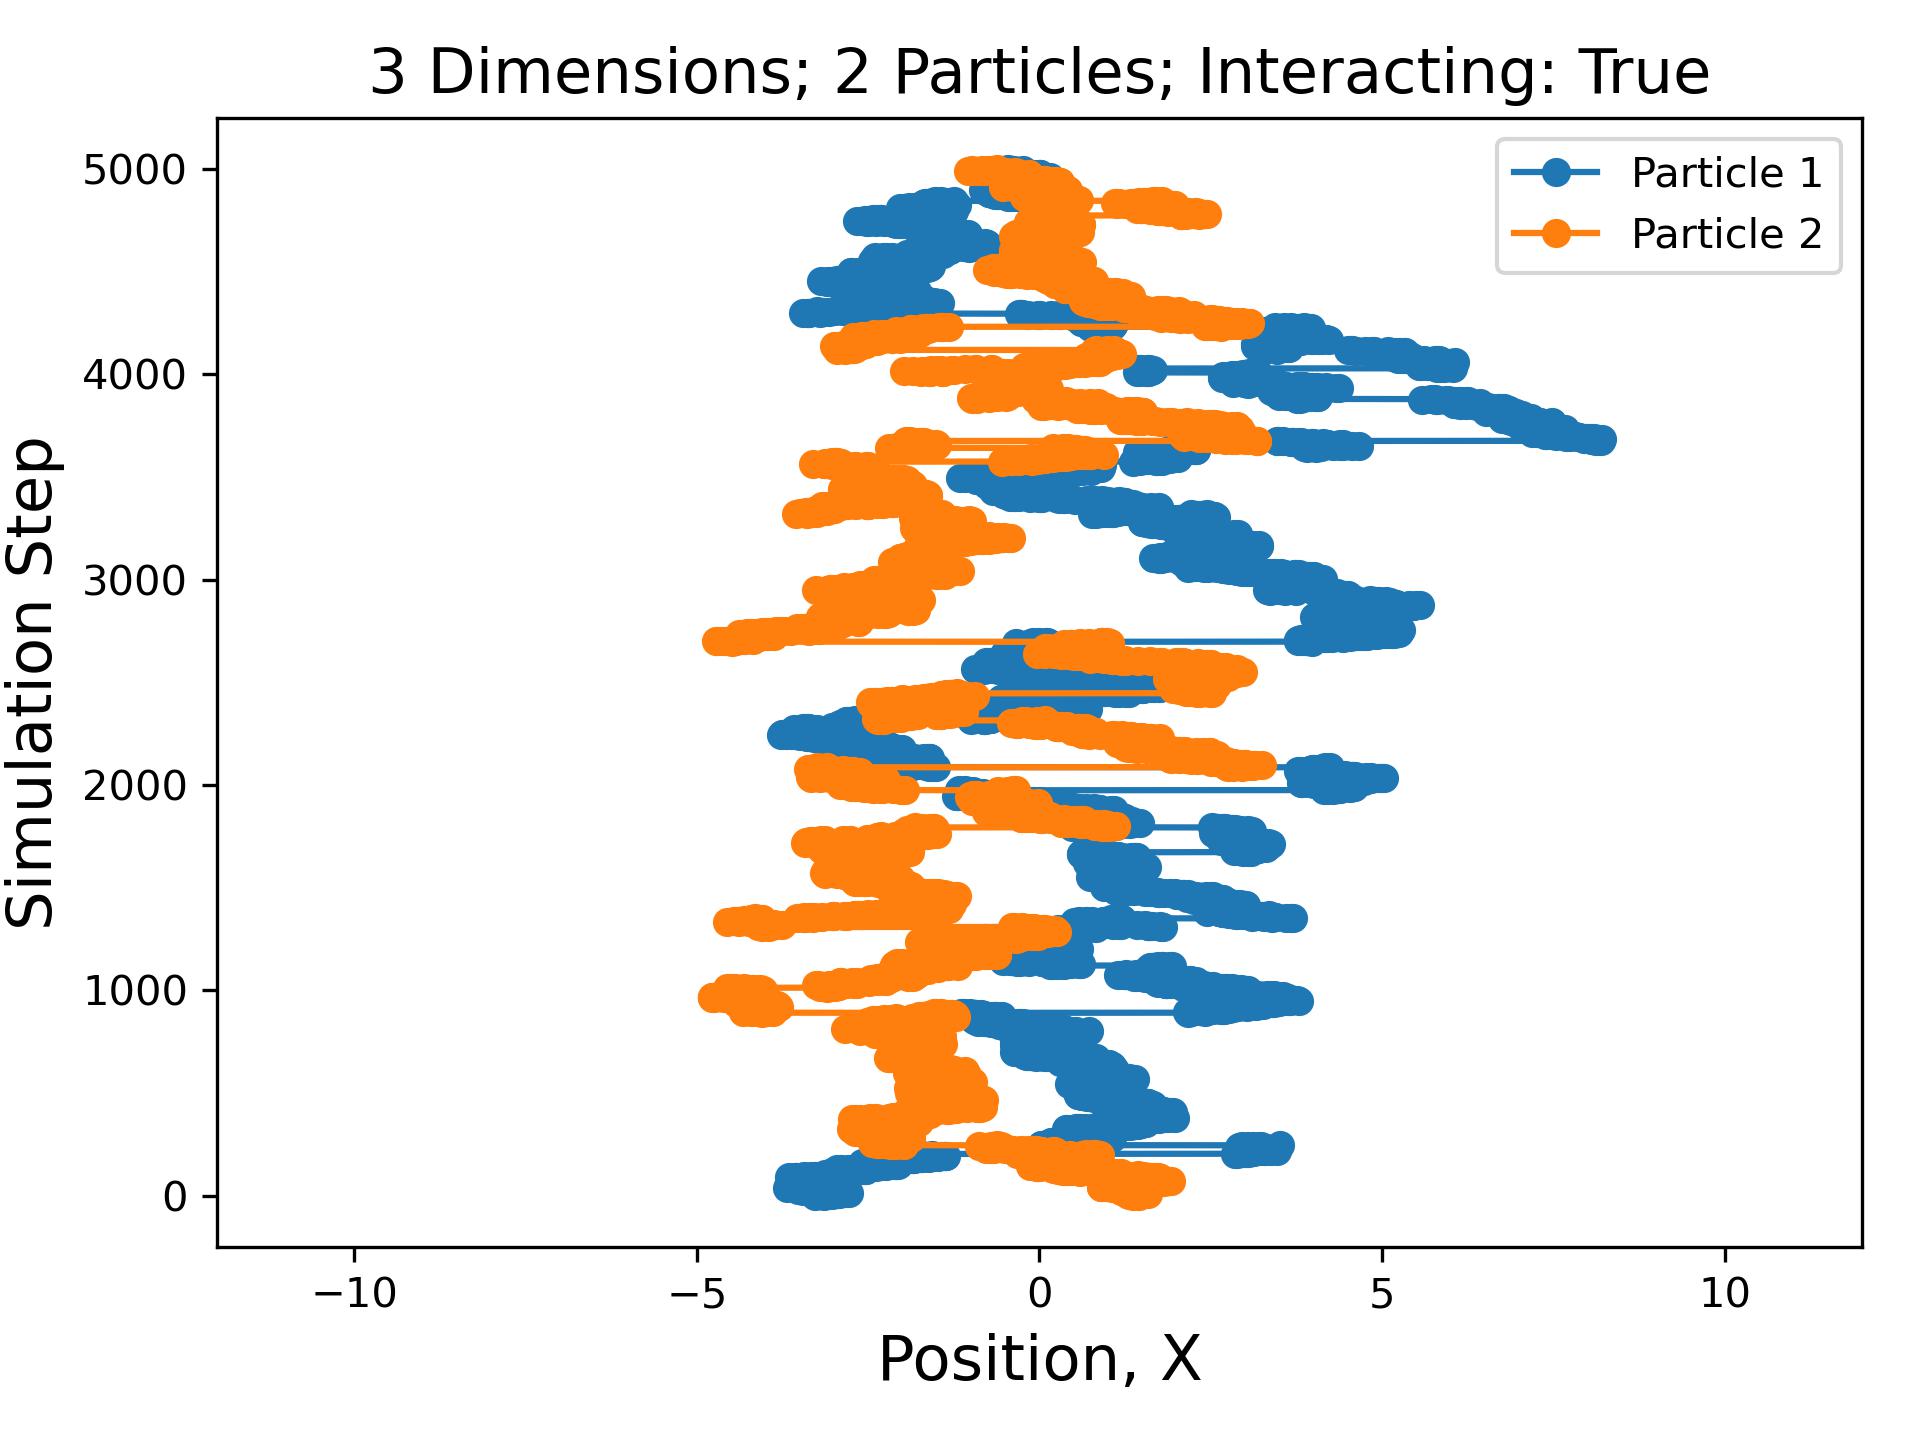 3 Dimensions; 2 Particles; Interacting: True
Particle 1
Particle 2
Simulation Step
5000
4000
3000
2000
1000
0
−10
−5
0
5
10
Position, X